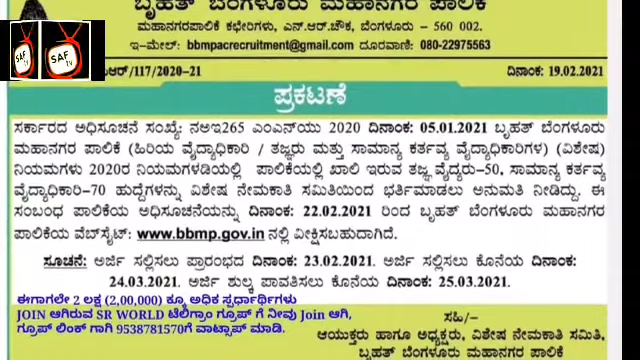 ಬೃಹತ್ ಬೆಂಗಳೂರು ಮಹಾನಗರ ಪಾಲಿಕೆ
ಮಹಾನಗರಪಾಲಿಕೆ ಕಛೇರಿಗಳು, ಎನ್.ಆರ್.ಚೌಕ, ಬೆಂಗಳೂರು – 560 002.
ಇ-ಮೇಲ್: bbmpacrecruitment@gmail.com ದೂರವಾಣಿ: 080-22975563
SAF TV SAF TV
ಆರ್/117/2020-21 ದಿನಾಂಕ: 19.02.2021
ಪ್ರಕಟಣೆ
ಸರ್ಕಾರದ ಅಧಿಸೂಚನೆ ಸಂಖ್ಯೆ: ನಅಇ265 ಎಂಎನ್‌ಯು 2020 ದಿನಾಂಕ: 05.01.2021 ಬೃಹತ್ ಬೆಂಗಳೂರು
ಮಹಾನಗರ ಪಾಲಿಕೆ (ಹಿರಿಯ ವೈದ್ಯಾಧಿಕಾರಿ / ತಜ್ಞರು ಮತ್ತು ಸಾಮಾನ್ಯ ಕರ್ತವ್ಯ ವೈದ್ಯಾಧಿಕಾರಿಗಳ) (ವಿಶೇಷ)
ನಿಯಮಗಳು 2020ರ ನಿಯಮಗಳಡಿಯಲ್ಲಿ ಪಾಲಿಕೆಯಲ್ಲಿ ಖಾಲಿ ಇರುವ ತಜ್ಞ ವೈದ್ಯರು–50, ಸಾಮಾನ್ಯ ಕರ್ತವ್ಯ
ವೈದ್ಯಾಧಿಕಾರಿ–70 ಹುದ್ದೆಗಳನ್ನು ವಿಶೇಷ ನೇಮಕಾತಿ ಸಮಿತಿಯಿಂದ ಭರ್ತಿಮಾಡಲು ಅನುಮತಿ ನೀಡಿದ್ದು. ಈ
ಸಂಬಂಧ ಪಾಲಿಕೆಯ ಅಧಿಸೂಚನೆಯನ್ನು ದಿನಾಂಕ: 22.02.2021 ರಿಂದ ಬೃಹತ್ ಬೆಂಗಳೂರು ಮಹಾನಗರ
ಪಾಲಿಕೆಯ ವೆಬ್‌ಸೈಟ್: www.bbmp.gov.in ನಲ್ಲಿ ವೀಕ್ಷಿಸಬಹುದಾಗಿದೆ.
ಸೂಚನೆ: ಅರ್ಜಿ ಸಲ್ಲಿಸಲು ಪ್ರಾರಂಭದ ದಿನಾಂಕ: 23.02.2021. ಅರ್ಜಿ ಸಲ್ಲಿಸಲು ಕೊನೆಯ ದಿನಾಂಕ:
24.03.2021. ಅರ್ಜಿ ಶುಲ್ಕ ಪಾವತಿಸಲು ಕೊನೆಯ ದಿನಾಂಕ: 25.03.2021.
ಈಗಾಗಲೇ 2 ಲಕ್ಷ (2,00,000) ಕ್ಕೂ ಅಧಿಕ ಸ್ಪರ್ಧಾರ್ಥಿಗಳು
JOIN ಆಗಿರುವ SR WORLD ಟೆಲಿಗ್ರಾಂ ಗ್ರೂಪ್ ಗೆ ನೀವು Join ಆಗಿ,
ಗ್ರೂಪ್ ಲಿಂಕ್ ಗಾಗಿ 9538781570ಗೆ ವಾಟ್ಸಾಪ್ ಮಾಡಿ.
ಸಹಿ/–
ಆಯುಕ್ತರು ಹಾಗೂ ಅಧ್ಯಕ್ಷರು, ವಿಶೇಷ ನೇಮಕಾತಿ ಸಮಿತಿ,
ಬೃಹತ್ ಬೆಂಗಳೂರು ಮಹಾನಗರ ಪಾಲಿಕೆ